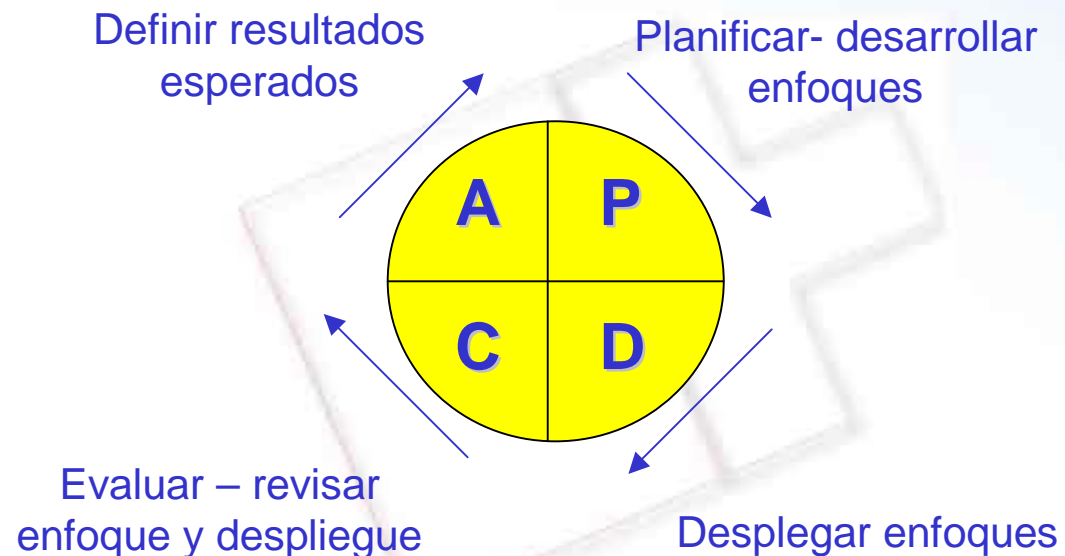 Definir resultados
esperados
Planificar- desarrollar
enfoques
A P
C D
Evaluar – revisar
enfoque y despliegue
Desplegar enfoques